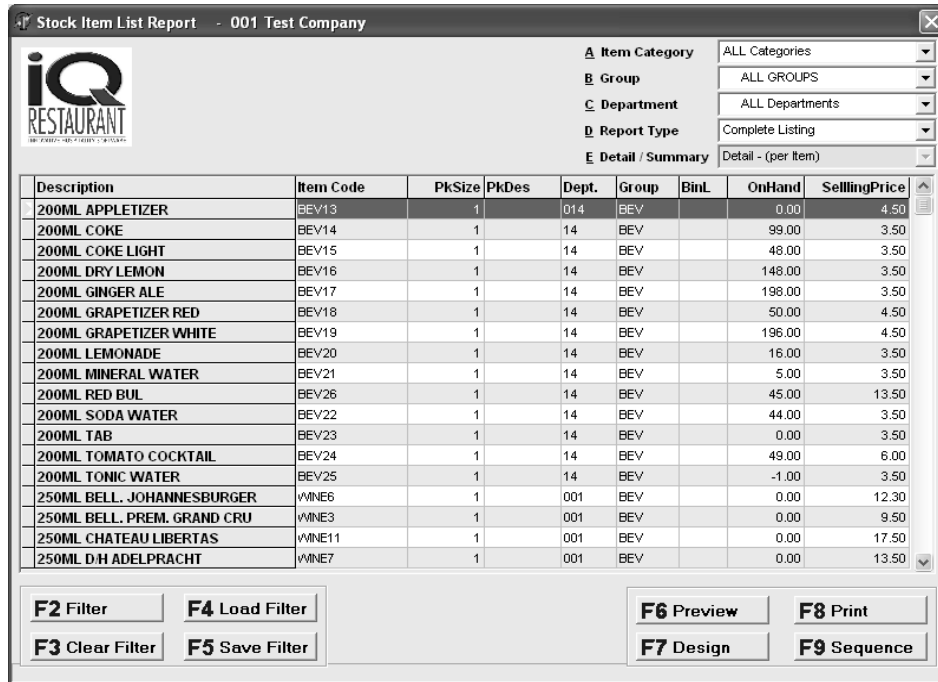 Stock Item List Report - 001 Test Company
iQ
RESTAURANT
A Item Category ALL Categories
B Group ALL GROUPS
C Department ALL Departments
D Report Type Complete Listing
E Detail / Summary Detail - (per Item)
Description Item Code PkSize PkDes Dept. Group BinL OnHand SelllingPrice
200ML APPLETIZER BEV13 1 014 BEV 0.00 4.50
200ML COKE BEV14 1 14 BEV 99.00 3.50
200ML COKE LIGHT BEV15 1 14 BEV 48.00 3.50
200ML DRY LEMON BEV16 1 14 BEV 148.00 3.50
200ML GINGER ALE BEV17 1 14 BEV 198.00 3.50
200ML GRAPETIZER RED BEV18 1 14 BEV 50.00 4.50
200ML GRAPETIZER WHITE BEV19 1 14 BEV 196.00 4.50
200ML LEMONADE BEV20 1 14 BEV 16.00 3.50
200ML MINERAL WATER BEV21 1 14 BEV 5.00 3.50
200ML RED BUL BEV26 1 14 BEV 45.00 13.50
200ML SODA WATER BEV22 1 14 BEV 44.00 3.50
200ML TAB BEV23 1 14 BEV 0.00 3.50
200ML TOMATO COCKTAIL BEV24 1 14 BEV 49.00 6.00
200ML TONIC WATER BEV25 1 14 BEV -1.00 3.50
250ML BELL. JOHANNESBURGER WINE6 1 001 BEV 0.00 12.30
250ML BELL. PREM. GRAND CRU WINE3 1 001 BEV 0.00 9.50
250ML CHATEAU LIBERTAS WINE11 1 001 BEV 0.00 17.50
250ML D/H ADELPRACHT WINE7 1 001 BEV 0.00 13.50
F2 Filter F4 Load Filter F6 Preview F8 Print
F3 Clear Filter F5 Save Filter F7 Design F9 Sequence